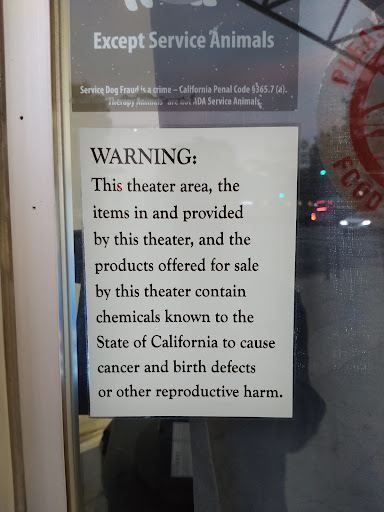 Except Service Animals
Service Dog Fraud is a crime – California Penal Code §365.7 (a).
"Therapy Animals" are not ADA Service Animals.
WARNING:
This theater area, the
items in and provided
by this theater, and the
products offered for sale
by this theater contain
chemicals known to the
State of California to cause
cancer and birth defects
or other reproductive harm.
FOOD